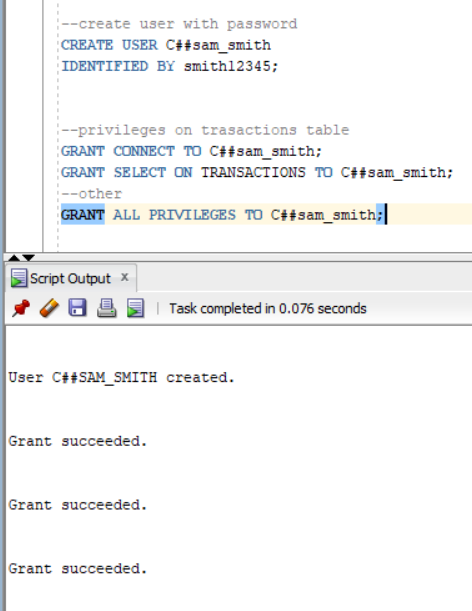 --create user with password
CREATE USER C##sam_smith
IDENTIFIED BY smith12345;
--privileges on trasactions table
GRANT CONNECT TO C##sam_smith;
GRANT SELECT ON TRANSACTIONS TO C##sam_smith;
--other
GRANT ALL PRIVILEGES TO C##sam_smith;
Script Output x
Task completed in 0.076 seconds
User C##SAM_SMITH created.
Grant succeeded.
Grant succeeded.
Grant succeeded.